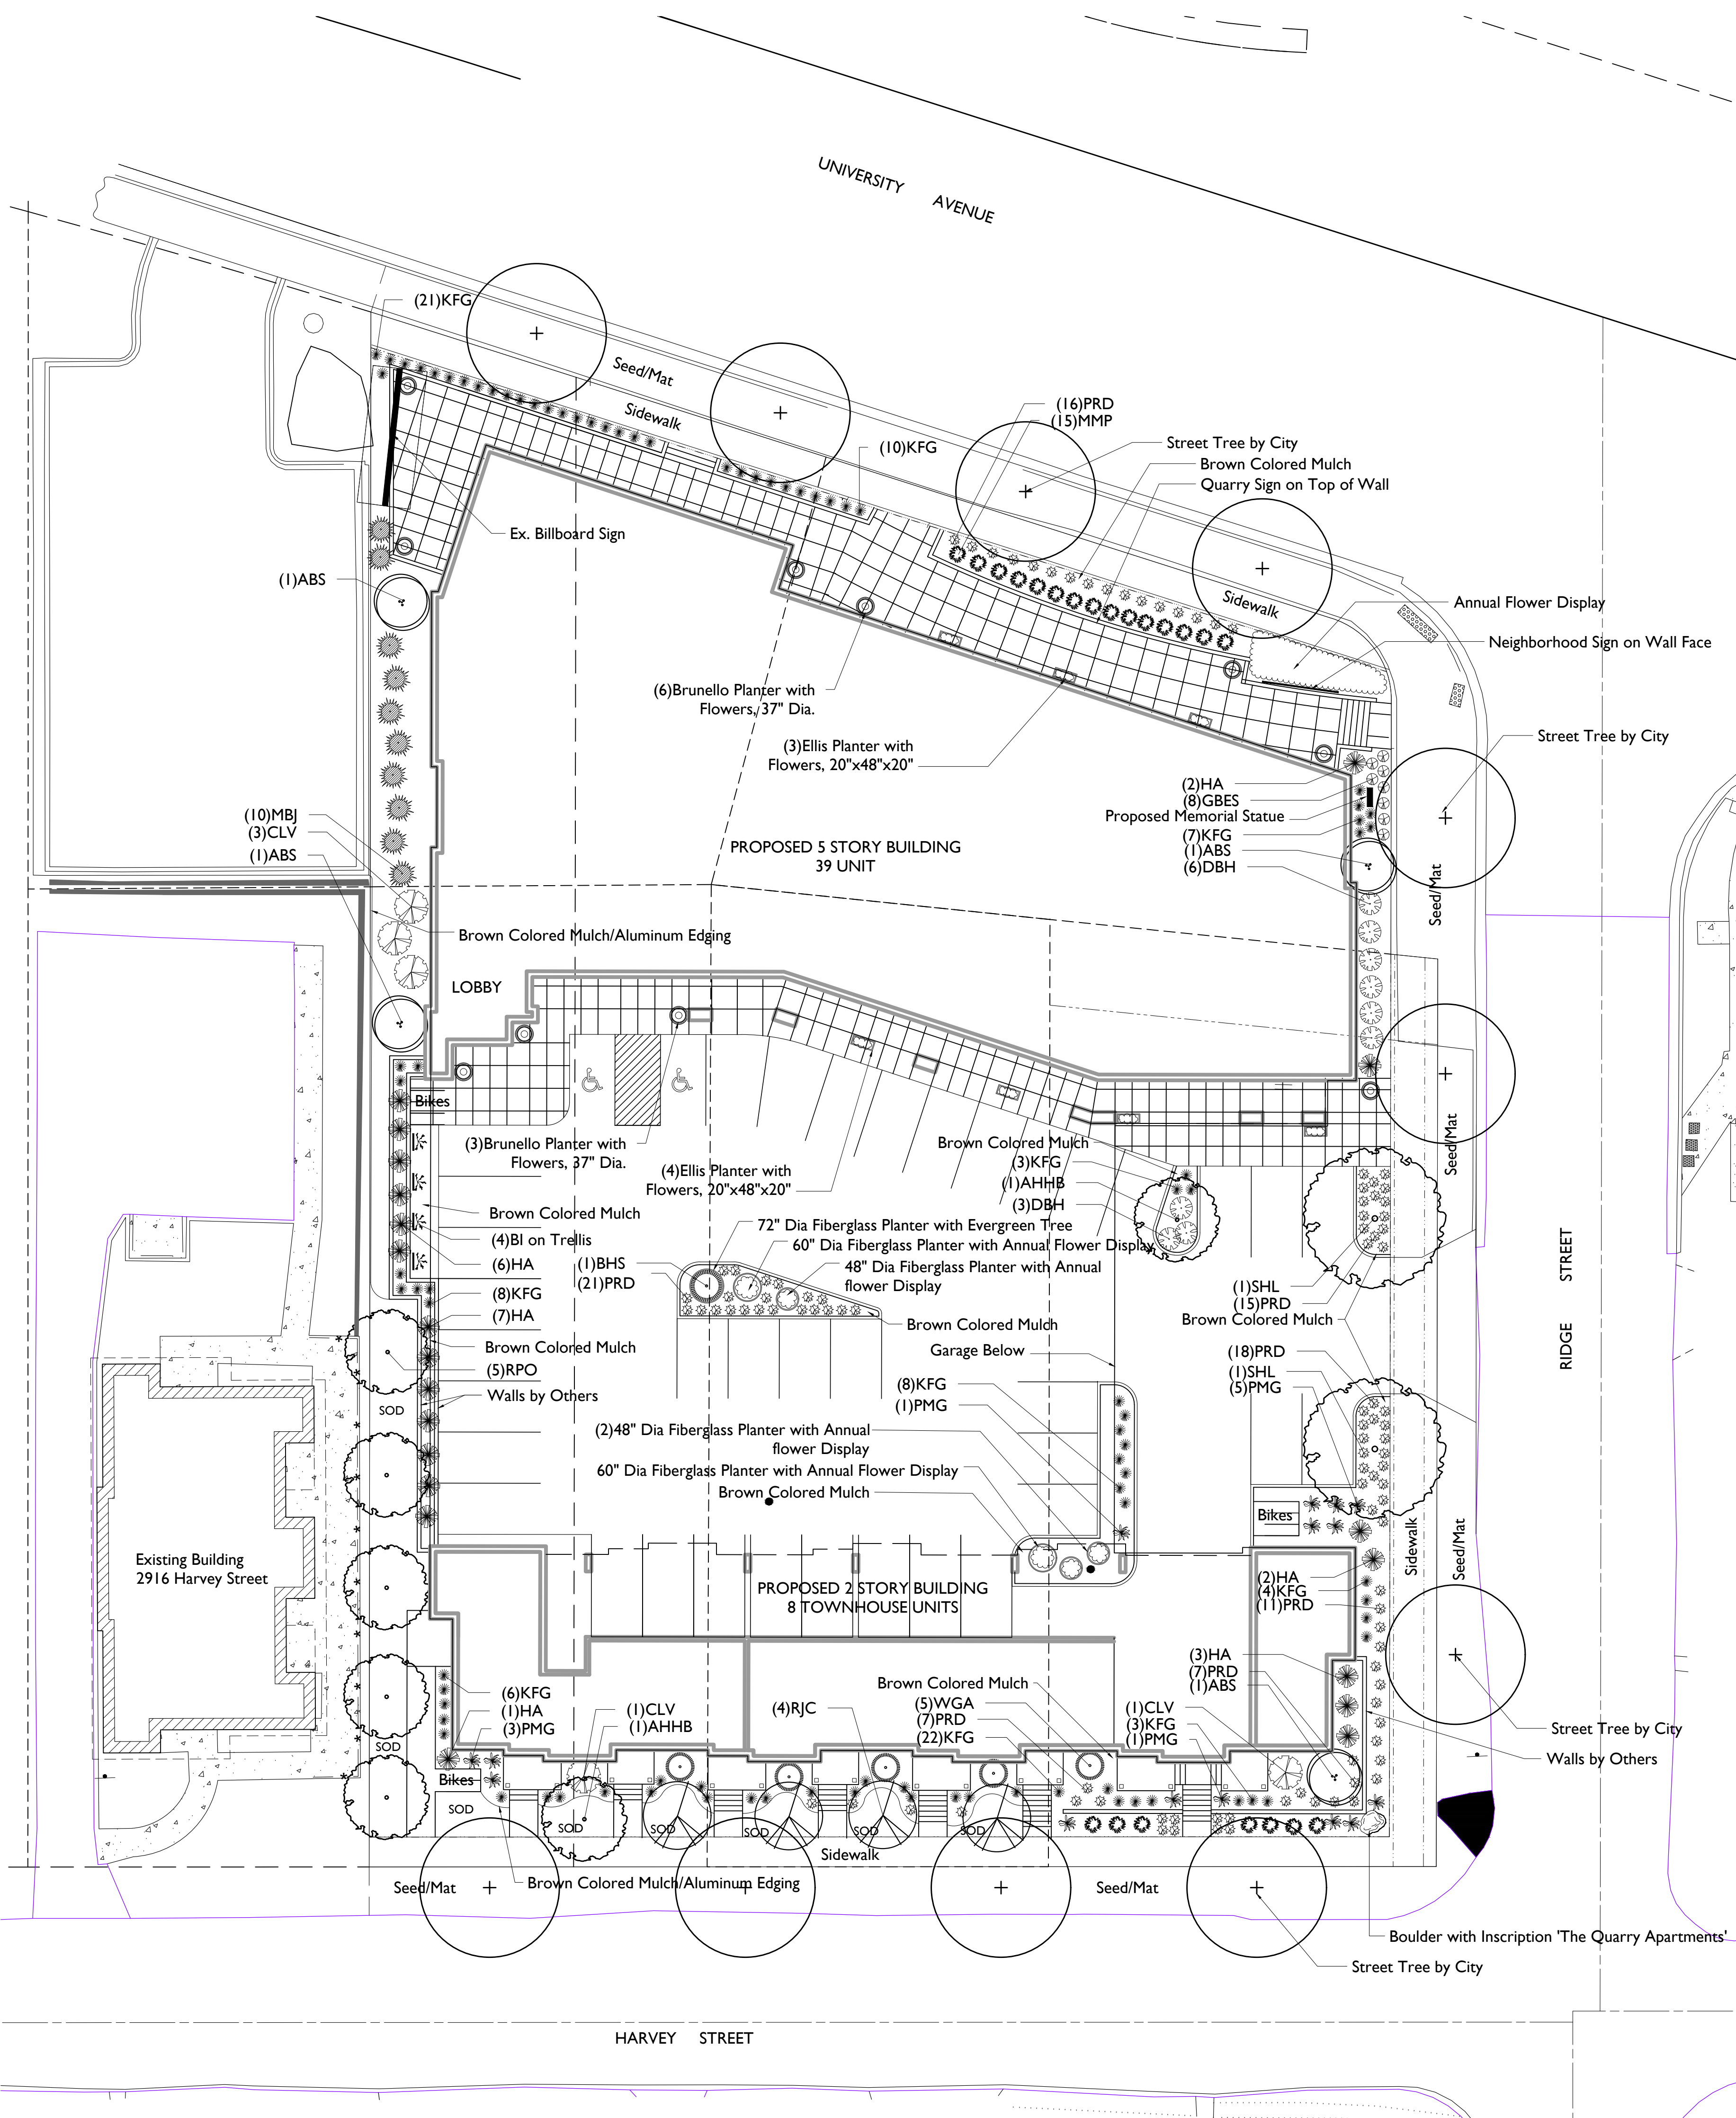 UNIVERSITY AVENUE
(21)KFG
Seed/Mat
Sidewalk
(16)PRD
(15)MMP
(10)KFG
Street Tree by City
Brown Colored Mulch
Quarry Sign on Top of Wall
Ex. Billboard Sign
(1)ABS
Sidewalk
Annual Flower Display
Neighborhood Sign on Wall Face
(6)Brunello Planter with
Flowers, 37" Dia.
(3)Ellis Planter with
Flowers, 20"x48"x20"
Street Tree by City
(2)HA
(8)GBES
Proposed Memorial Statue
(7)KFG
(1)ABS
(6)DBH
(10)MBJ
(3)CLV
(1)ABS
PROPOSED 5 STORY BUILDING
39 UNIT
Seed/Mat
Brown Colored Mulch/Aluminum Edging
LOBBY
Bikes
(3)Brunello Planter with
Flowers, 37" Dia.
(4)Ellis Planter with
Flowers, 20"x48"x20"
Brown Colored Mulch
(3)KFG
(1)AHHB
(3)DBH
Seed/Mat
Brown Colored Mulch
(4)BI on Trellis
(6)HA
(8)KFG
(7)HA
Brown Colored Mulch
(5)RPO
Walls by Others
72" Dia Fiberglass Planter with Evergreen Tree
60" Dia Fiberglass Planter with Annual Flower Display
(1)BHS
(21)PRD
48" Dia Fiberglass Planter with Annual
flower Display
Brown Colored Mulch
Garage Below
(1)SHL
(15)PRD
Brown Colored Mulch
(18)PRD
(1)SHL
(5)PMG
RIDGE STREET
(8)KFG
(1)PMG
SOD
(2)48" Dia Fiberglass Planter with Annual
flower Display
60" Dia Fiberglass Planter with Annual Flower Display
Brown Colored Mulch
Bikes
Sidewalk
Seed/Mat
Existing Building
2916 Harvey Street
PROPOSED 2 STORY BUILDING
8 TOWNHOUSE UNITS
(2)HA
(4)KFG
(11)PRD
(3)HA
(7)PRD
(1)ABS
(6)KFG
(1)HA
(3)PMG
(1)CLV
(1)AHHB
(4)RJC
Brown Colored Mulch
(5)WGA
(7)PRD
(22)KFG
(1)CLV
(3)KFG
(1)PMG
Street Tree by City
Walls by Others
SOD
Bikes
SOD
SOD
SOD
SOD
SOD
SOD
Sidewalk
Seed/Mat
Brown Colored Mulch/Aluminum Edging
Seed/Mat
Boulder with Inscription 'The Quarry Apartments'
Street Tree by City
HARVEY STREET